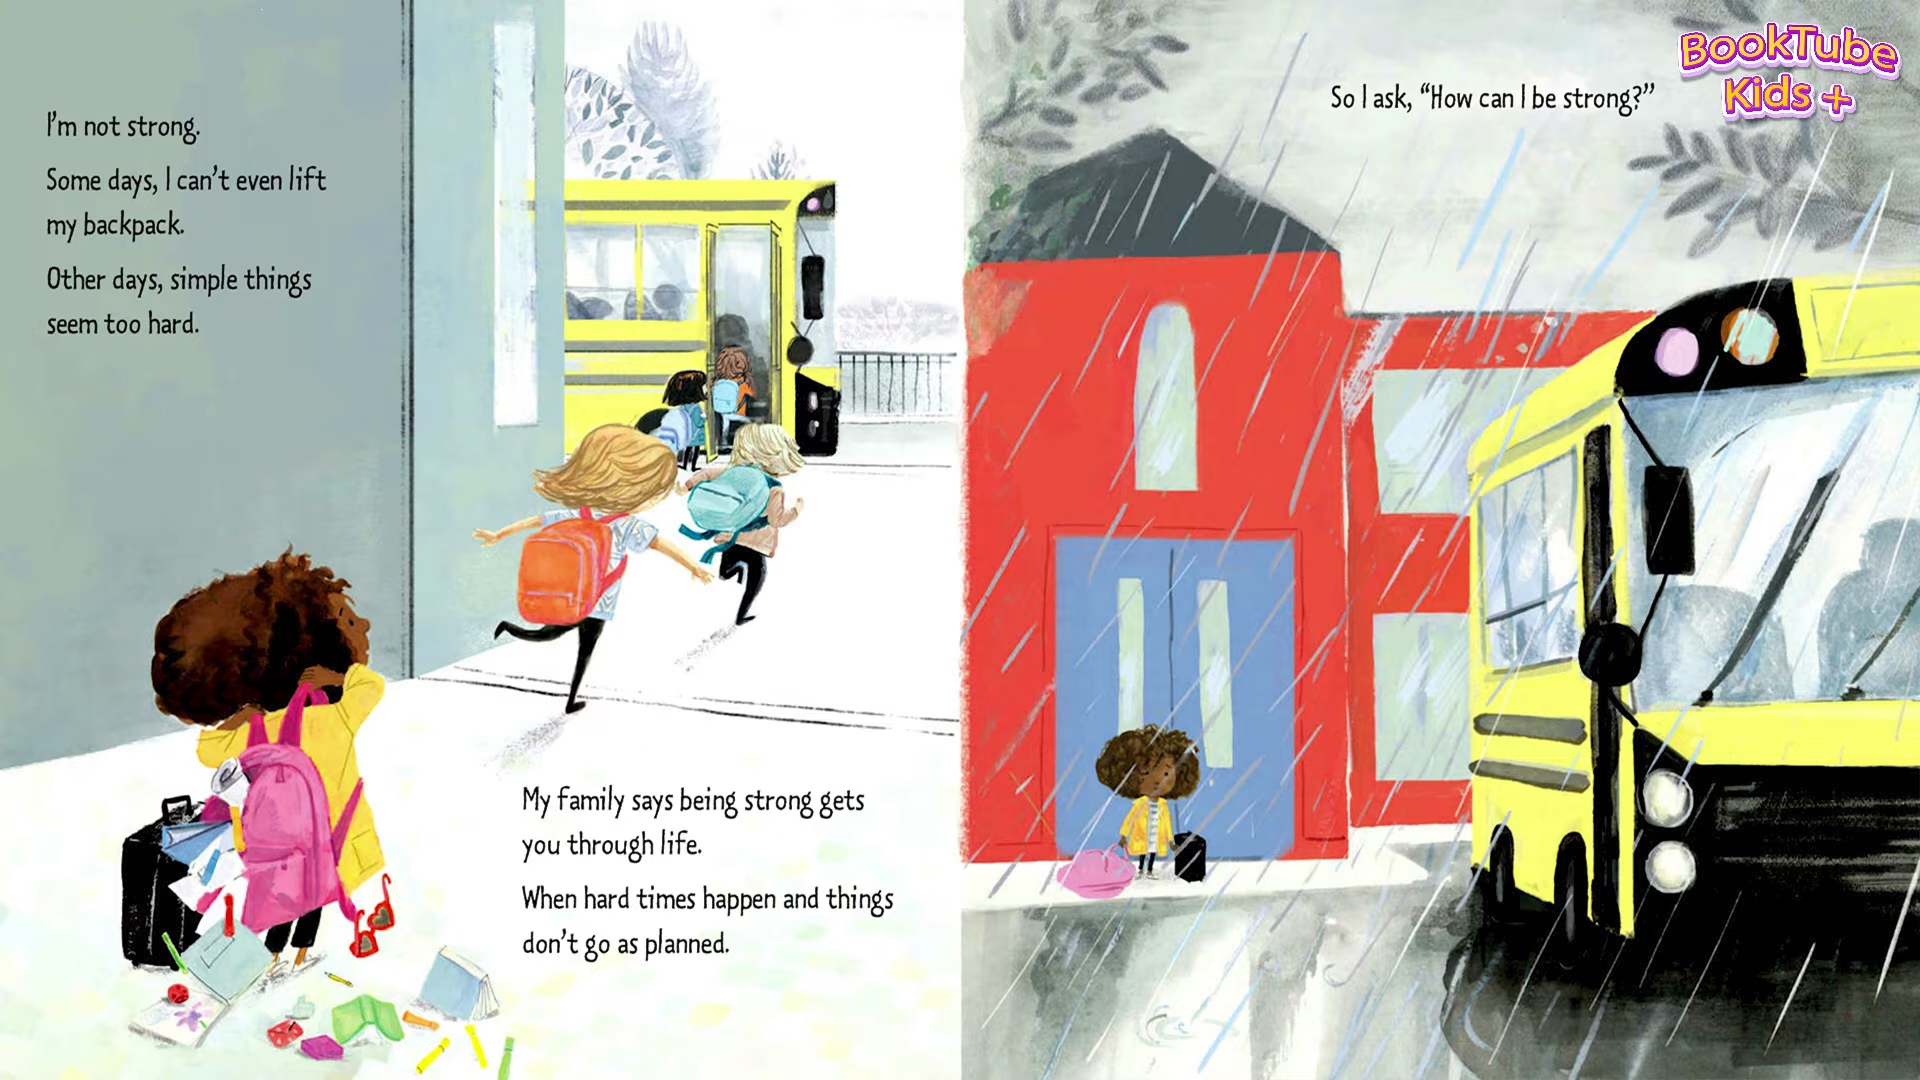 I'm not strong.
Some days, I can't even lift
my backpack.
Other days, simple things
seem too hard.
My family says being strong gets
you through life.
When hard times happen and things
don't go as planned.
So I ask, “How can I be strong?”
BookTube
Kids +